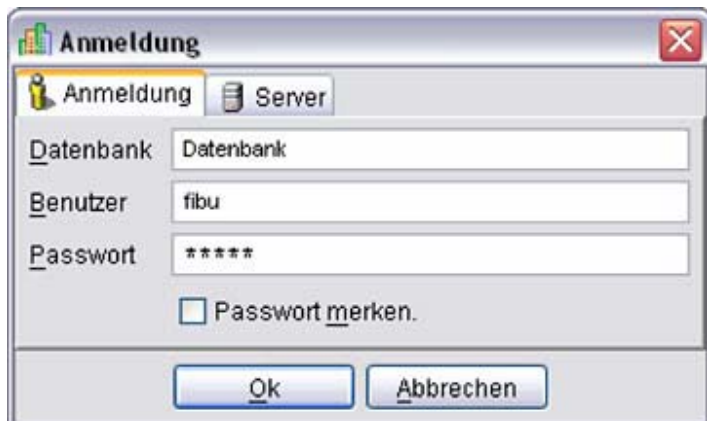 Anmeldung
Anmeldung Server
Datenbank Datenbank
Benutzer fibu
Passwort *****
Passwort merken.
Ok Abbrechen